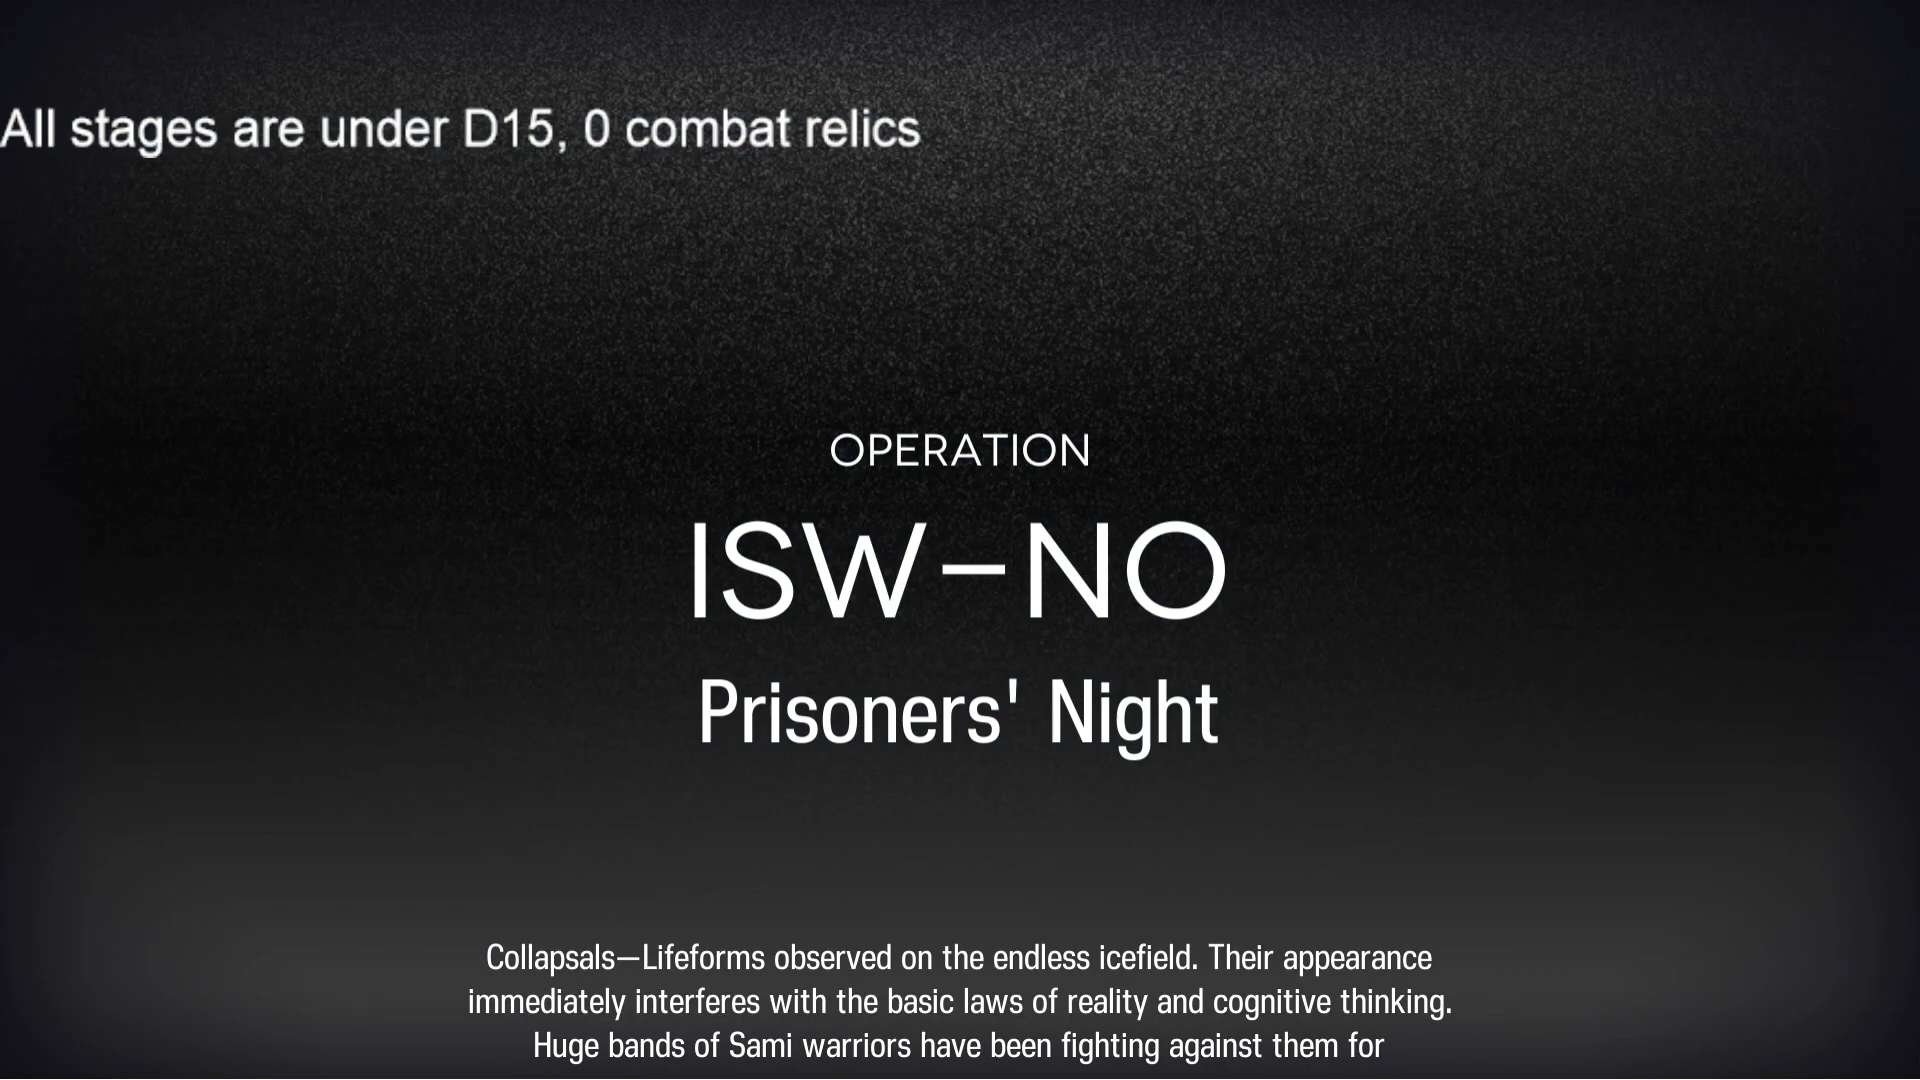 All stages are under D15, 0 combat relics
OPERATION
ISW-NO
Prisoners' Night
Collapsals—Lifeforms observed on the endless icefield. Their appearance
immediately interferes with the basic laws of reality and cognitive thinking.
Huge bands of Sami warriors have been fighting against them for